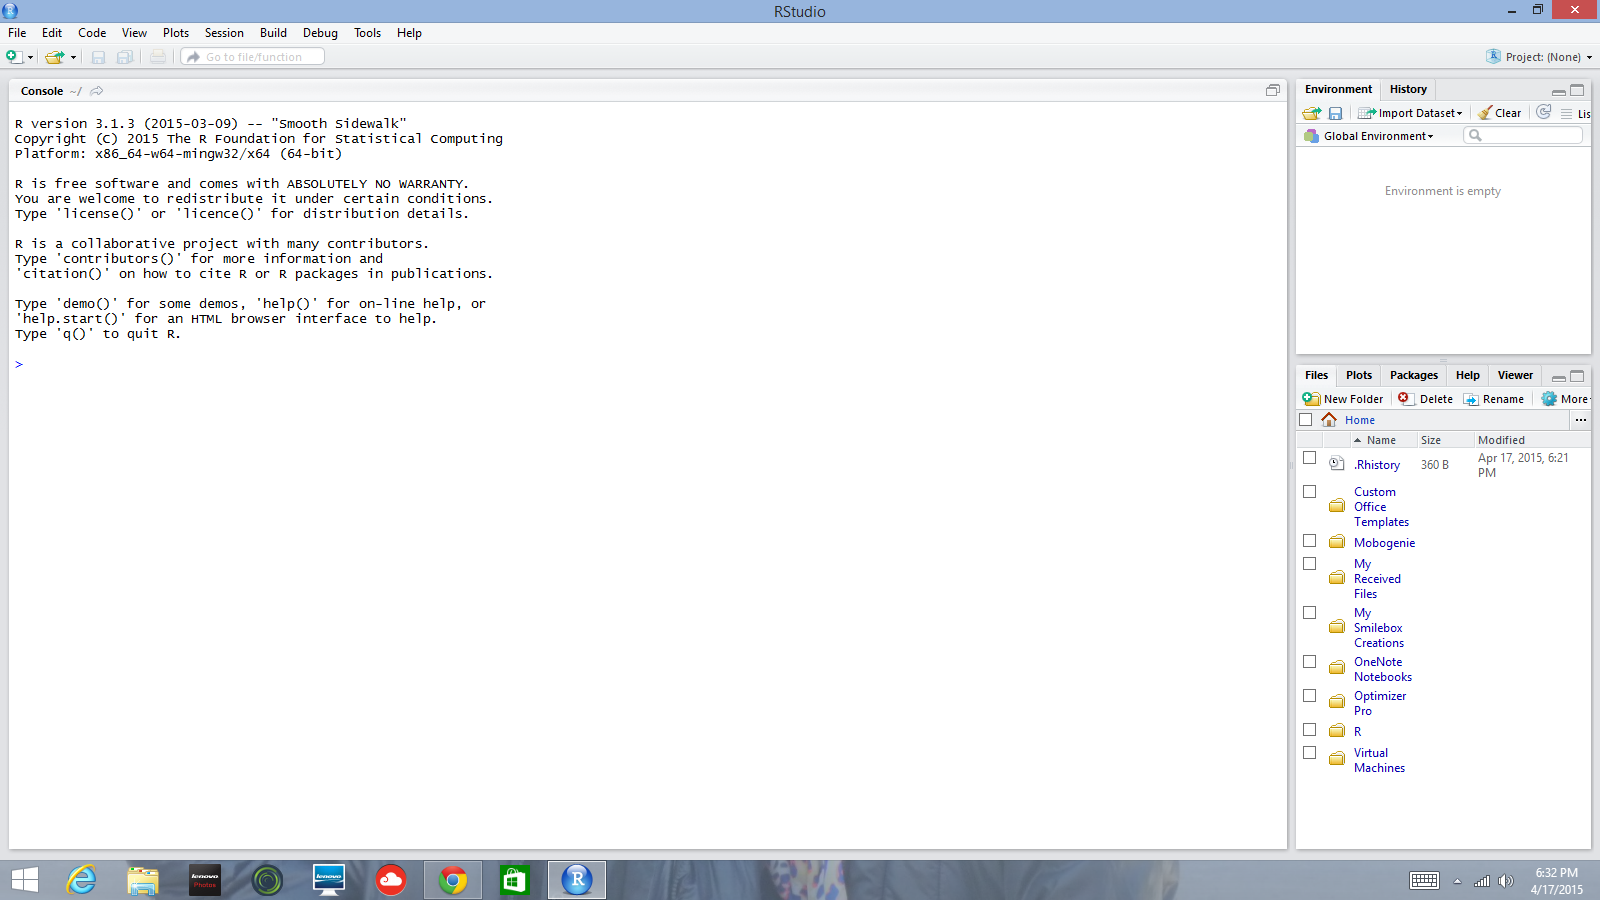 RStudio
File Edit Code View Plots Session Build Debug Tools Help
Go to file/function
Project: (None)
Console ~/
R version 3.1.3 (2015-03-09) -- "Smooth Sidewalk"
Copyright (C) 2015 The R Foundation for Statistical Computing
Platform: x86_64-w64-mingw32/x64 (64-bit)
R is free software and comes with ABSOLUTELY NO WARRANTY.
You are welcome to redistribute it under certain conditions.
Type 'license()' or 'licence()' for distribution details.
R is a collaborative project with many contributors.
Type 'contributors()' for more information and
'citation()' on how to cite R or R packages in publications.
Type 'demo()' for some demos, 'help()' for on-line help, or
'help.start()' for an HTML browser interface to help.
Type 'q()' to quit R.
>
Environment History
Import Dataset Clear Lis
Global Environment
Environment is empty
Files Plots Packages Help Viewer
New Folder Delete Rename More
Home ...
Name Size Modified
.Rhistory 360 B Apr 17, 2015, 6:21
PM
Custom
Office
Templates
Mobogenie
My
Received
Files
My
Smilebox
Creations
OneNote
Notebooks
Optimizer
Pro
R
Virtual
Machines
lenovo
Photos
lenovo
R
6:32 PM
4/17/2015